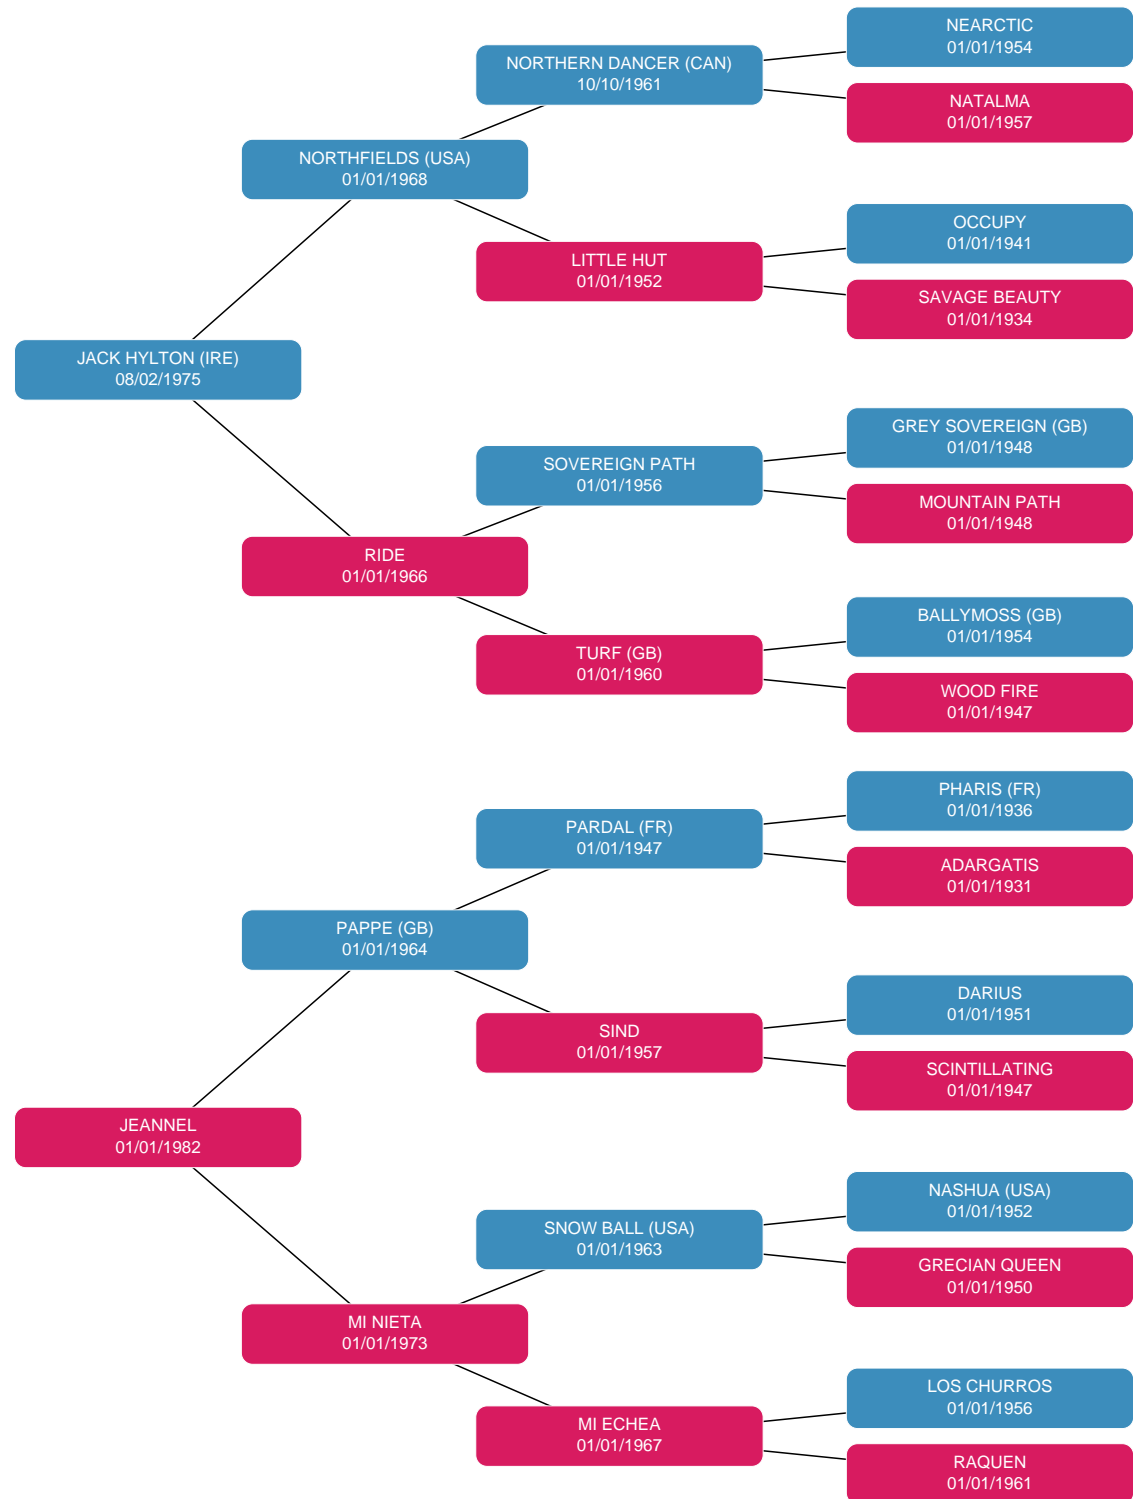 NEARCTIC
01/01/1954
NORTHERN DANCER (CAN)
10/10/1961
NATALMA
01/01/1957
NORTHFIELDS (USA)
01/01/1968
OCCUPY
01/01/1941
LITTLE HUT
01/01/1952
SAVAGE BEAUTY
01/01/1934
JACK HYLTON (IRE)
08/02/1975
GREY SOVEREIGN (GB)
01/01/1948
SOVEREIGN PATH
01/01/1956
MOUNTAIN PATH
01/01/1948
RIDE
01/01/1966
BALLYMOSS (GB)
01/01/1954
TURF (GB)
01/01/1960
WOOD FIRE
01/01/1947
PHARIS (FR)
01/01/1936
PARDAL (FR)
01/01/1947
ADARGATIS
01/01/1931
PAPPE (GB)
01/01/1964
DARIUS
01/01/1951
SIND
01/01/1957
SCINTILLATING
01/01/1947
JEANNEL
01/01/1982
NASHUA (USA)
01/01/1952
SNOW BALL (USA)
01/01/1963
GRECIAN QUEEN
01/01/1950
MI NIETA
01/01/1973
LOS CHURROS
01/01/1956
MI ECHEA
01/01/1967
RAQUEN
01/01/1961